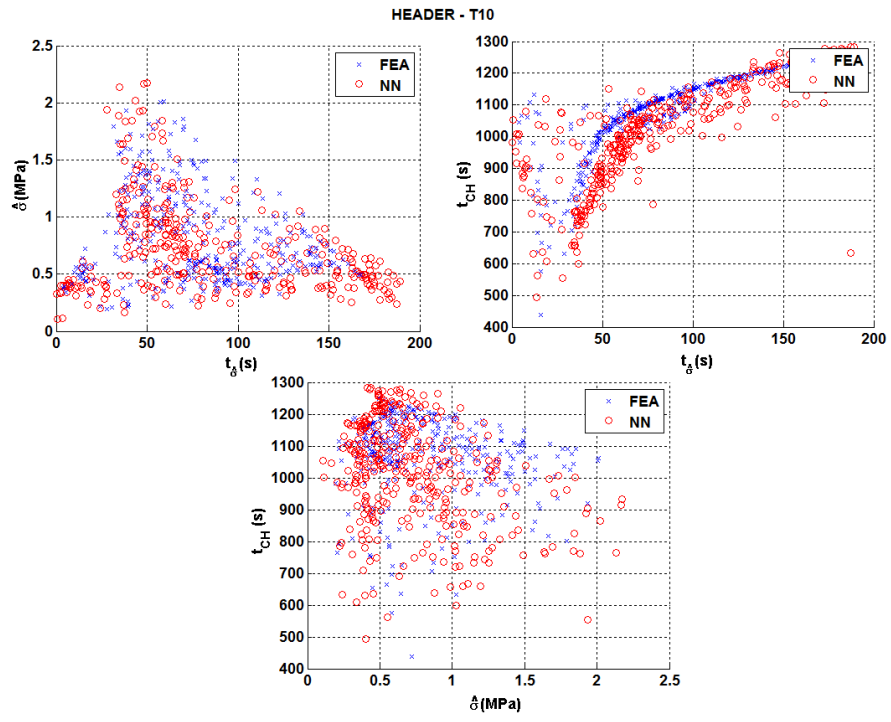 HEADER - T10
2.5
2
1.5
1
0.5
0
0 50 100 150 200
σ̂ (MPa)
t_σ̂ (s)
FEA
NN
1300
1200
1100
1000
900
800
700
600
500
400
0 50 100 150 200
t_CH (s)
t_σ̂ (s)
FEA
NN
1300
1200
1100
1000
900
800
700
600
500
400
0 0.5 1 1.5 2 2.5
t_CH (s)
σ̂ (MPa)
FEA
NN